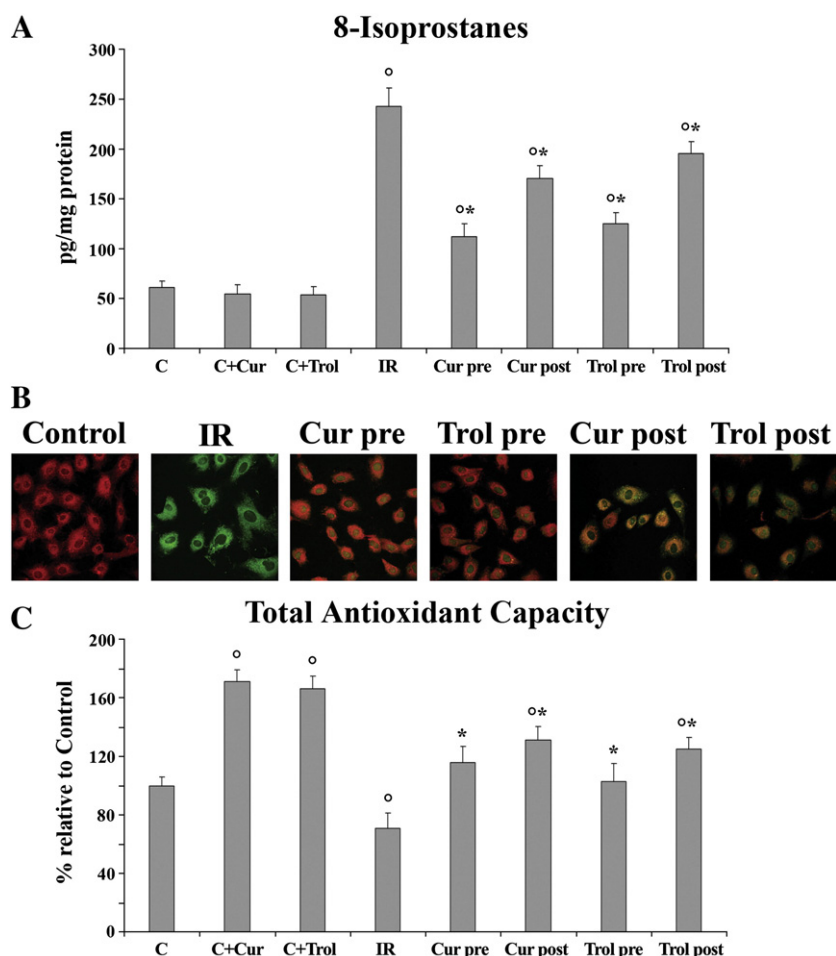 A
8-Isoprostanes
pg/mg protein
300
250
200
150
100
50
0
° 
°* °* °* °*
C C+Cur C+Trol IR Cur pre Cur post Trol pre Trol post
B
Control IR Cur pre Trol pre Cur post Trol post
C
Total Antioxidant Capacity
% relative to Control
200
160
120
80
40
0
° ° ° * °* * °*
C C+Cur C+Trol IR Cur pre Cur post Trol pre Trol post